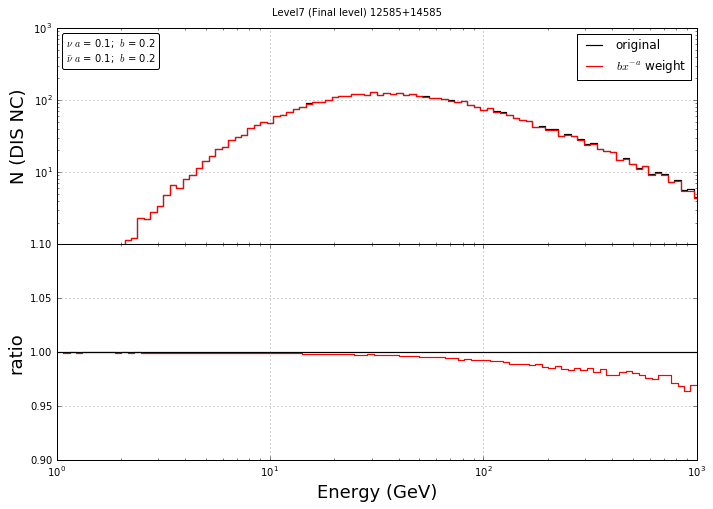 Level7 (Final level) 12585+14585
ν a = 0.1; b = 0.2
ν̄ a = 0.1; b = 0.2
original
bx⁻ᵃ weight
N (DIS NC)
10³
10²
10¹
1.10
1.05
1.00
0.95
0.90
ratio
10⁰ 10¹ 10² 10³
Energy (GeV)